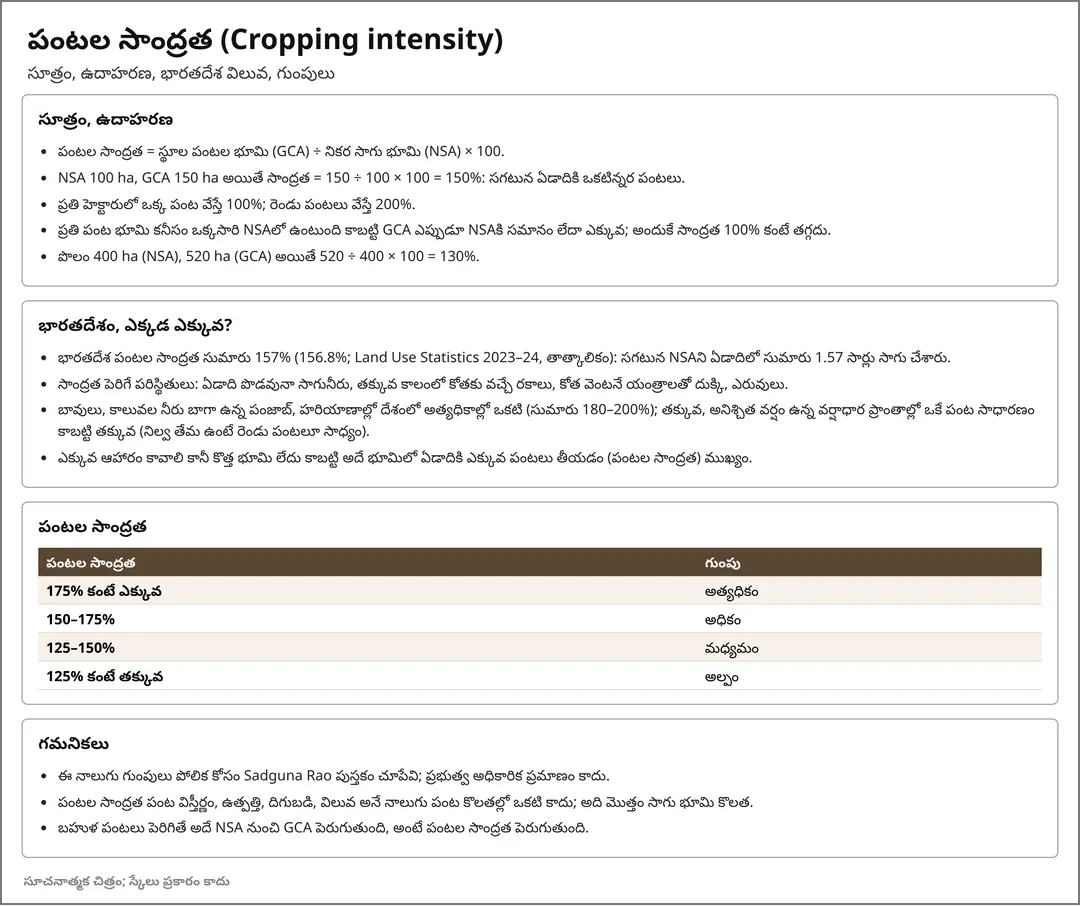 పంటల సాంద్రత (Cropping intensity)
సూత్రం, ఉదాహరణ, భారతదేశ విలువ, గుంపులు
సూత్రం, ఉదాహరణ
• పంటల సాంద్రత = స్థూల పంటల భూమి (GCA) ÷ నికర సాగు భూమి (NSA) × 100.
• NSA 100 ha, GCA 150 ha అయితే సాంద్రత = 150 ÷ 100 × 100 = 150%: సగటున ఏడాదికి ఒకటిన్నర పంటలు.
• ప్రతి హెక్టారులో ఒక్క పంట వేస్తే 100%; రెండు పంటలు వేస్తే 200%.
• ప్రతి పంట భూమి కనీసం ఒక్కసారి NSAలో ఉంటుంది కాబట్టి GCA ఎప్పుడూ NSAకి సమానం లేదా ఎక్కువ; అందుకే సాంద్రత 100% కంటే తగ్గదు.
• పొలం 400 ha (NSA), 520 ha (GCA) అయితే 520 ÷ 400 × 100 = 130%.
భారతదేశం, ఎక్కడ ఎక్కువ?
• భారతదేశ పంటల సాంద్రత సుమారు 157% (156.8%; Land Use Statistics 2023–24, తాత్కాలికం): సగటున NSAని ఏడాదిలో సుమారు 1.57 సార్లు సాగు చేశారు.
• సాంద్రత పెరిగే పరిస్థితులు: ఏడాది పొడవునా సాగునీరు, తక్కువ కాలంలో కోతకు వచ్చే రకాలు, కోత వెంటనే యంత్రాలతో దుక్కి, ఎరువులు.
• బావులు, కాలువల నీరు బాగా ఉన్న పంజాబ్, హరియాణాల్లో దేశంలో అత్యధికాల్లో ఒకటి (సుమారు 180–200%); తక్కువ, అనిశ్చిత వర్షం ఉన్న వర్షాధార ప్రాంతాల్లో ఒకే పంట సాధారణం
కాబట్టి తక్కువ (నిల్వ తేమ ఉంటే రెండు పంటలూ సాధ్యం).
• ఎక్కువ ఆహారం కావాలి కానీ కొత్త భూమి లేదు కాబట్టి అదే భూమిలో ఏడాదికి ఎక్కువ పంటలు తీయడం (పంటల సాంద్రత) ముఖ్యం.
పంటల సాంద్రత
పంటల సాంద్రత గుంపు
175% కంటే ఎక్కువ అత్యధికం
150–175% అధికం
125–150% మధ్యమం
125% కంటే తక్కువ అల్పం
గమనికలు
• ఈ నాలుగు గుంపులు పోలిక కోసం Sadguna Rao పుస్తకం చూపేవి; ప్రభుత్వ అధికారిక ప్రమాణం కాదు.
• పంటల సాంద్రత పంట విస్తీర్ణం, ఉత్పత్తి, దిగుబడి, విలువ అనే నాలుగు పంట కొలతల్లో ఒకటి కాదు; అది మొత్తం సాగు భూమి కొలత.
• బహుళ పంటలు పెరిగితే అదే NSA నుంచి GCA పెరుగుతుంది, అంటే పంటల సాంద్రత పెరుగుతుంది.
సూచనాత్మక చిత్రం; స్కేలు ప్రకారం కాదు